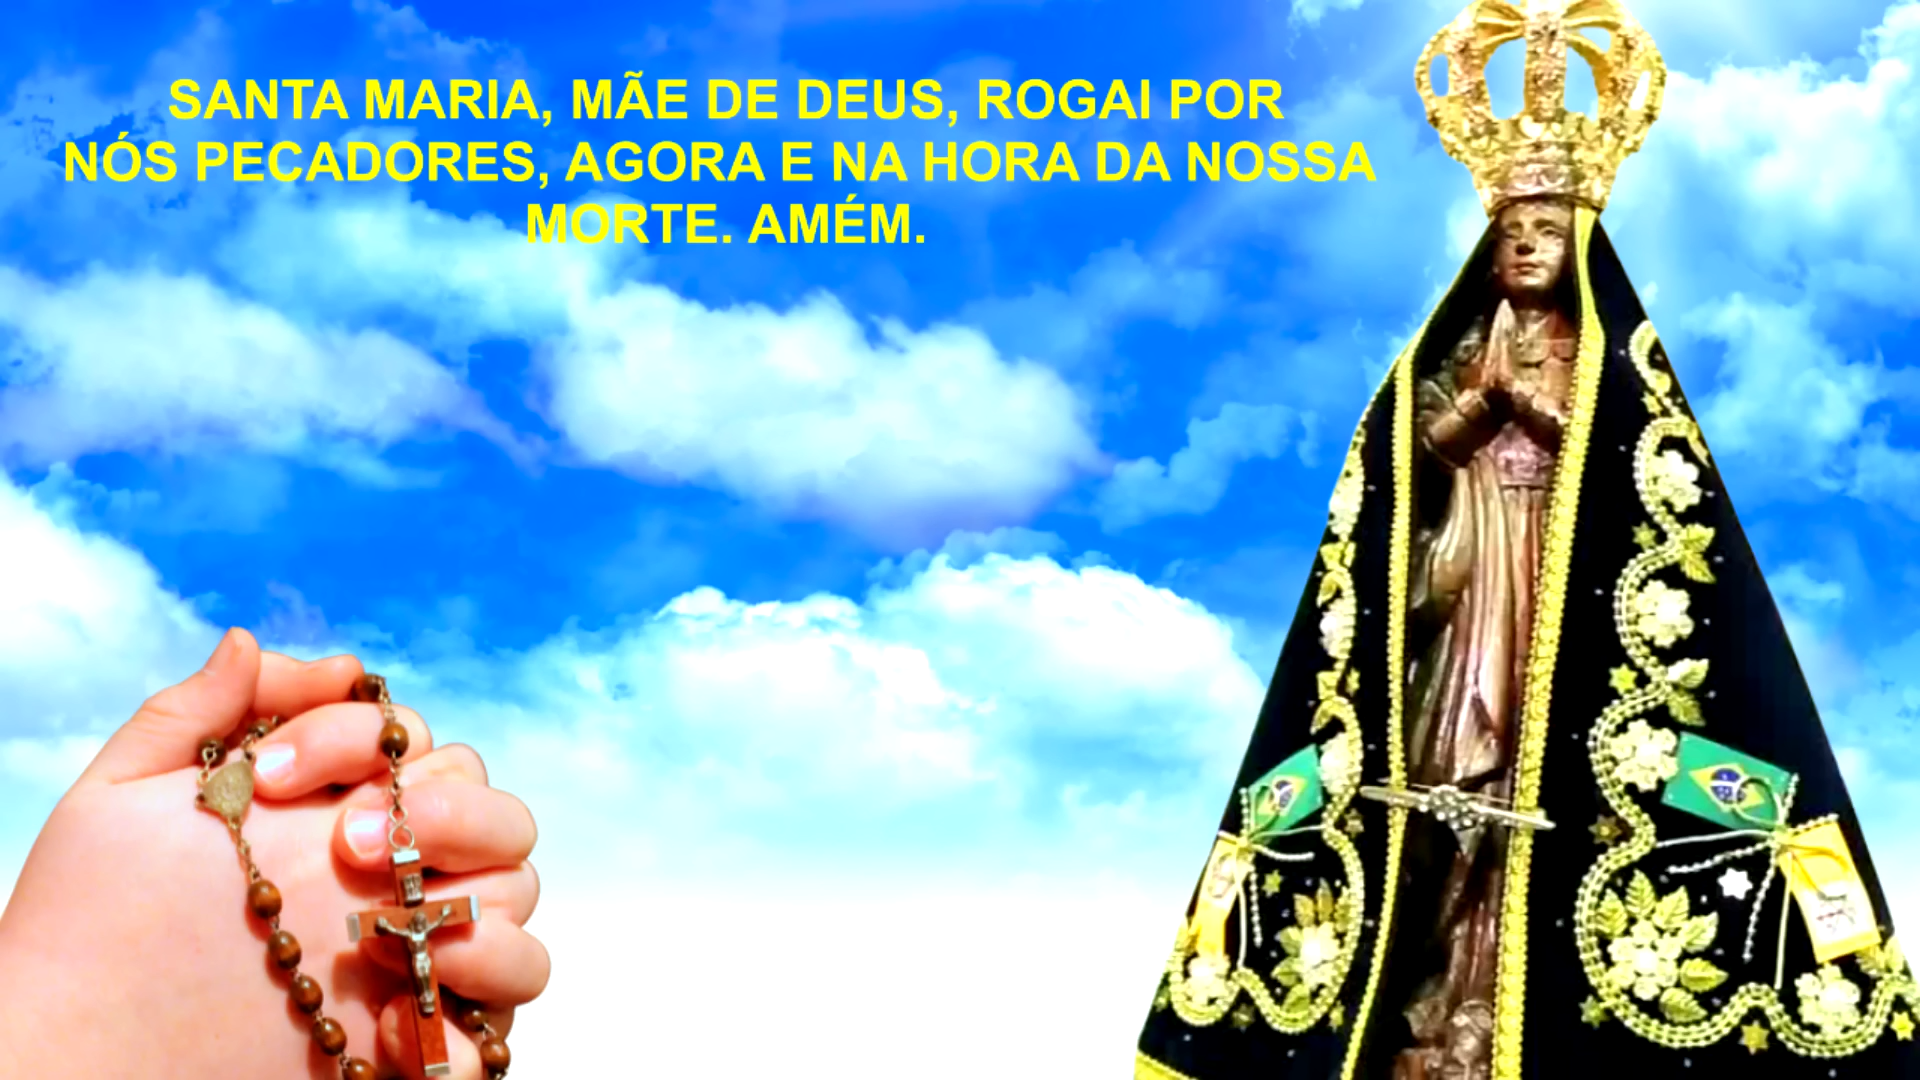 SANTA MARIA, MÃE DE DEUS, ROGAI POR
NÓS PECADORES, AGORA E NA HORA DA NOSSA
MORTE. AMÉM.